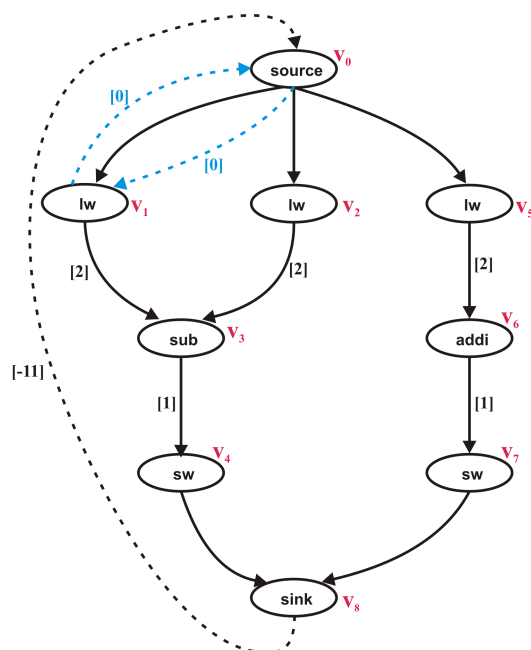 V0
source
[0]
[0]
lw
V1
lw
V2
lw
V5
[2]
[2]
[2]
V6
sub
V3
addi
[-11]
[1]
[1]
V4
V7
sw
sw
sink
V8